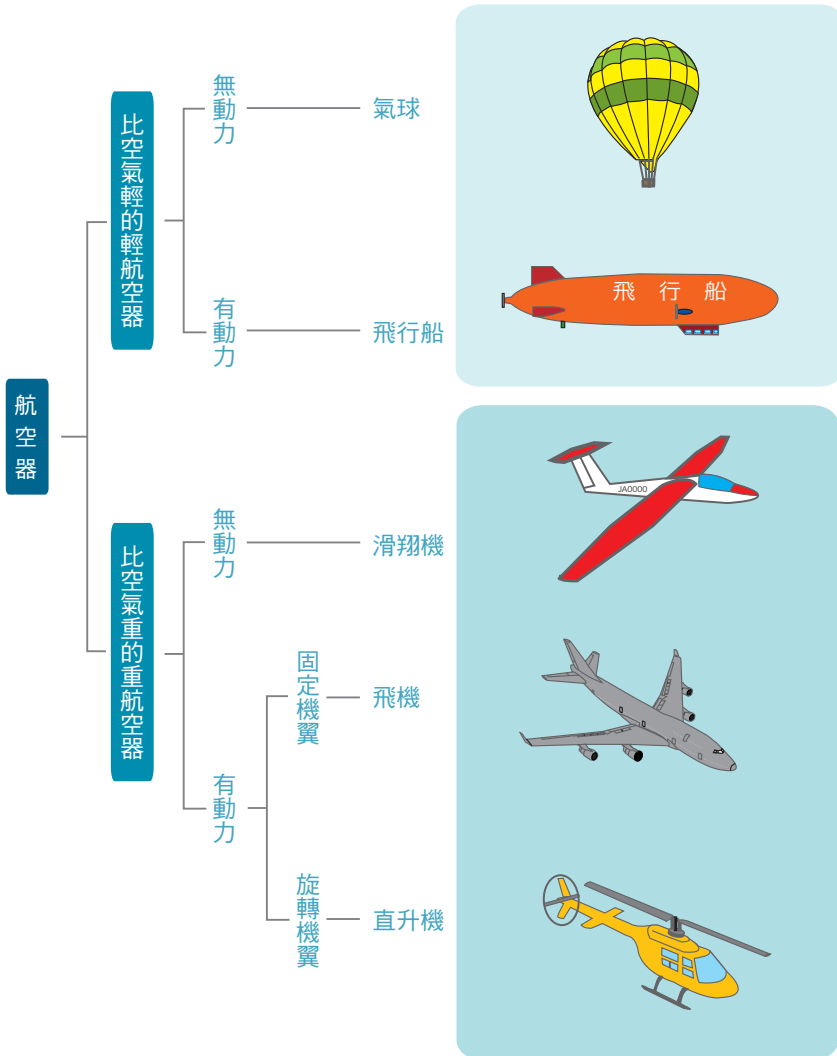 航空器
比空氣輕的輕航空器
無動力
氣球
有動力
飛行船
飛行船
比空氣重的重航空器
無動力
滑翔機
JA0000
有動力
固定機翼
飛機
旋轉機翼
直升機